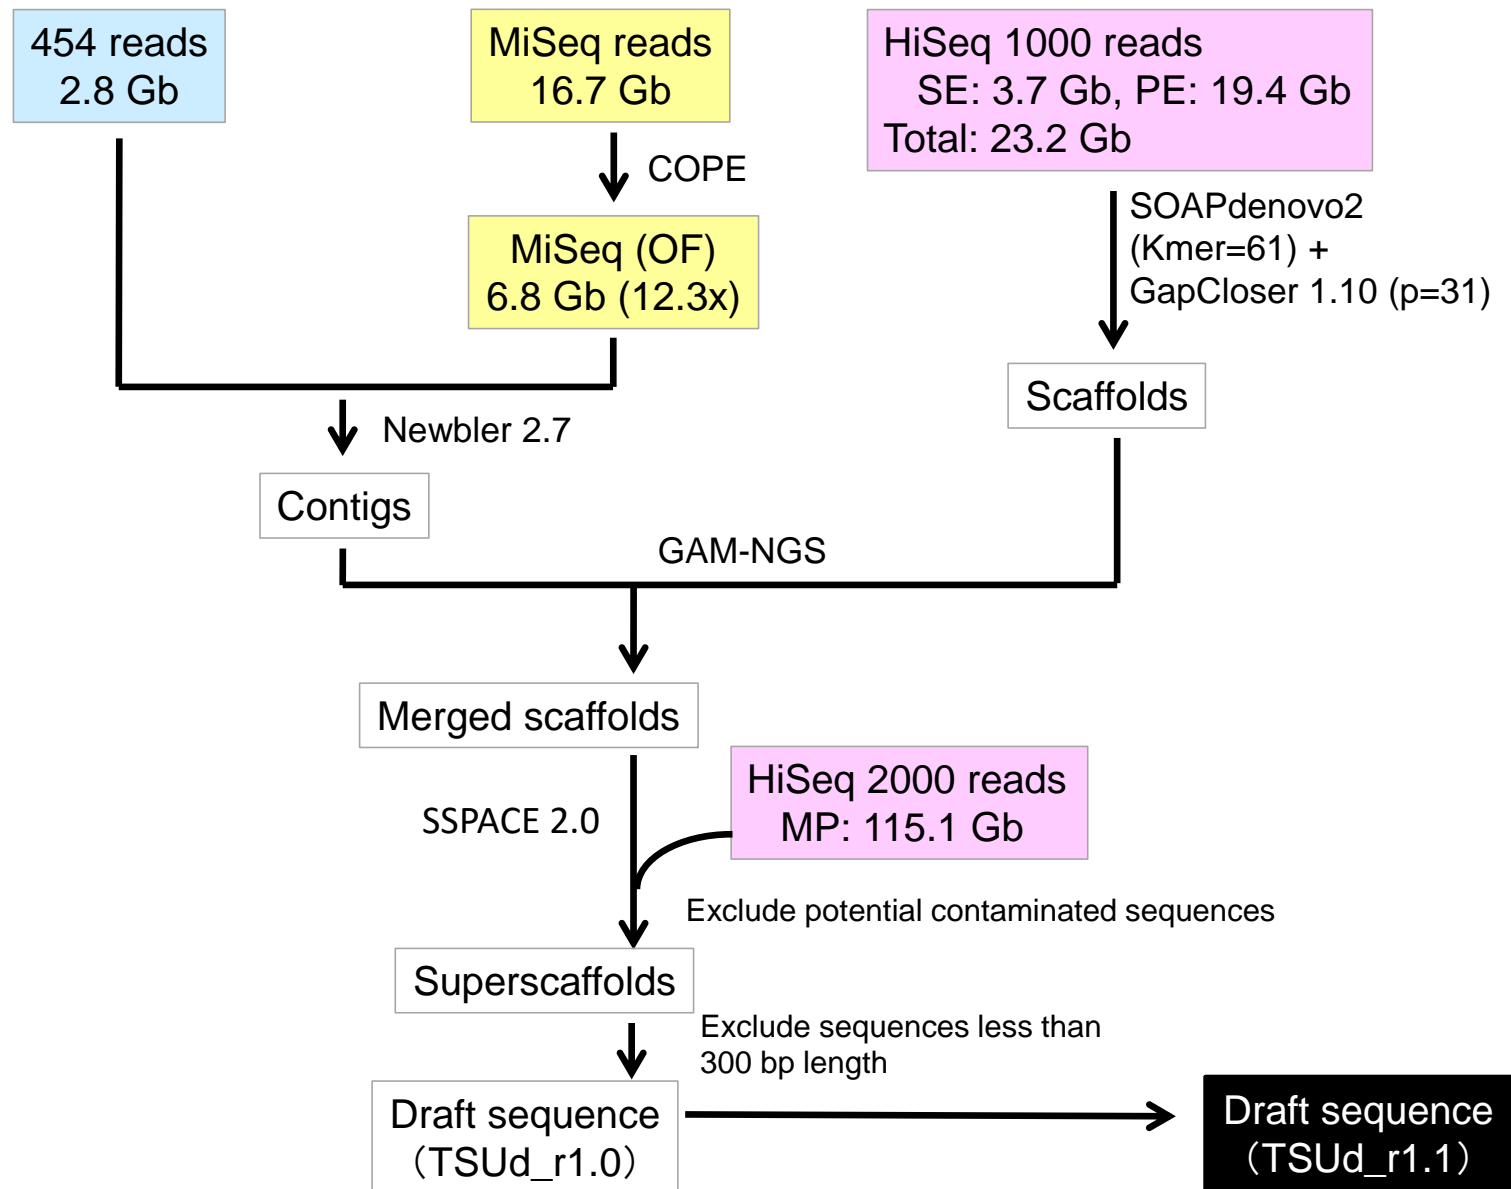 454 reads
2.8 Gb
MiSeq reads
16.7 Gb
HiSeq 1000 reads
SE: 3.7 Gb, PE: 19.4 Gb
Total: 23.2 Gb
COPE
SOAPdenovo2
(Kmer=61) +
GapCloser 1.10 (p=31)
MiSeq (OF)
6.8 Gb (12.3x)
Scaffolds
Newbler 2.7
Contigs
GAM-NGS
Merged scaffolds
HiSeq 2000 reads
MP: 115.1 Gb
SSPACE 2.0
Exclude potential contaminated sequences
Superscaffolds
Exclude sequences less than
300 bp length
Draft sequence
（TSUd_r1.0）
Draft sequence
（TSUd_r1.1）